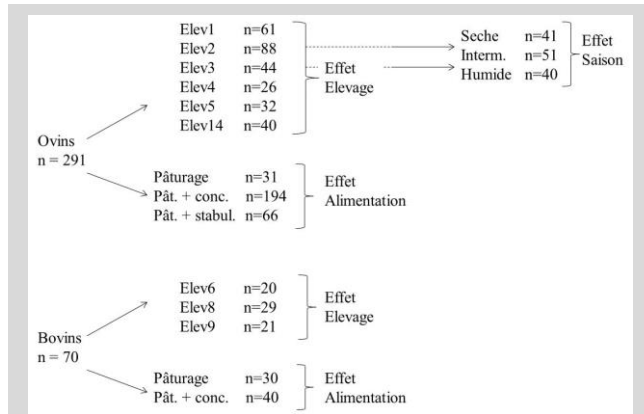 Elev1 n=61
Elev2 n=88
Elev3 n=44
Elev4 n=26
Elev5 n=32
Elev14 n=40
Effet
Elevage
Seche n=41
Interm. n=51
Humide n=40
Effet
Saison
Ovins
n = 291
Pâturage n=31
Pât. + conc. n=194
Pât. + stabul. n=66
Effet
Alimentation
Elev6 n=20
Elev8 n=29
Elev9 n=21
Effet
Elevage
Bovins
n = 70
Pâturage n=30
Pât. + conc. n=40
Effet
Alimentation